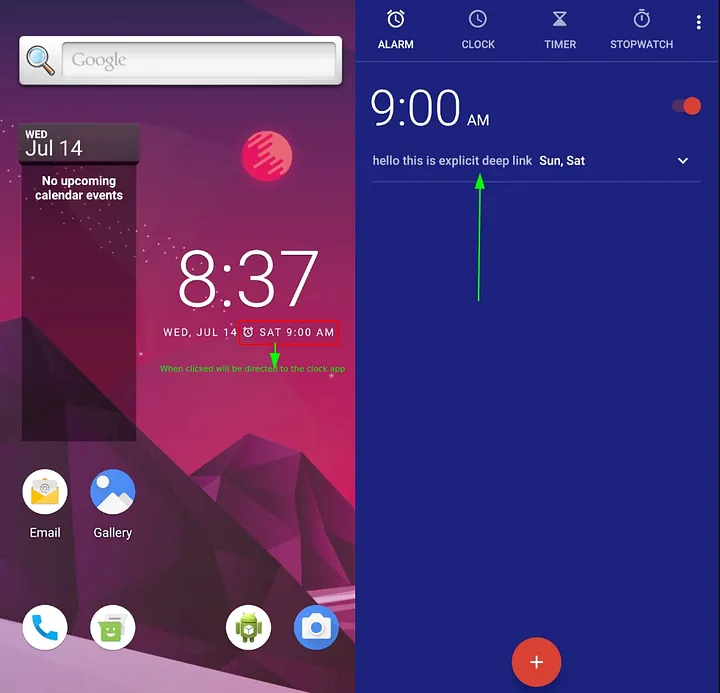 Google
WED
Jul 14
No upcoming
calendar events
8:37
WED, JUL 14 SAT 9:00 AM
When clicked will be directed to the clock app
Email Gallery
ALARM CLOCK TIMER STOPWATCH
9:00 AM
hello this is explicit deep link Sun, Sat